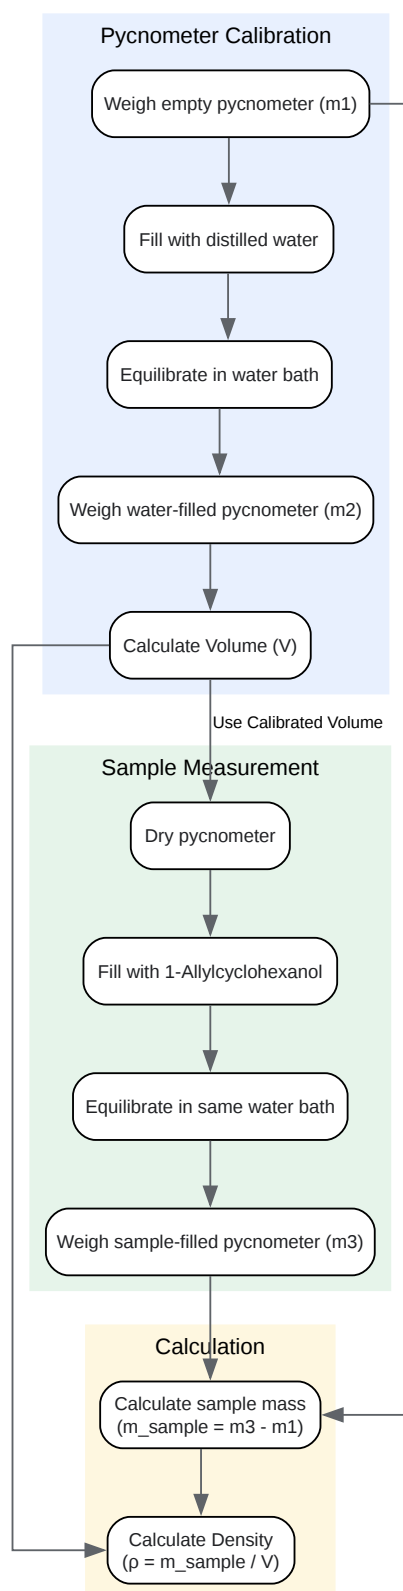 Pycnometer Calibration
Weigh empty pycnometer (m1)
Fill with distilled water
Equilibrate in water bath
Weigh water-filled pycnometer (m2)
Calculate Volume (V)
Use Calibrated Volume
Sample Measurement
Dry pycnometer
Fill with 1-Allylcyclohexanol
Equilibrate in same water bath
Weigh sample-filled pycnometer (m3)
Calculation
Calculate sample mass
(m_sample = m3 - m1)
Calculate Density
(ρ = m_sample / V)